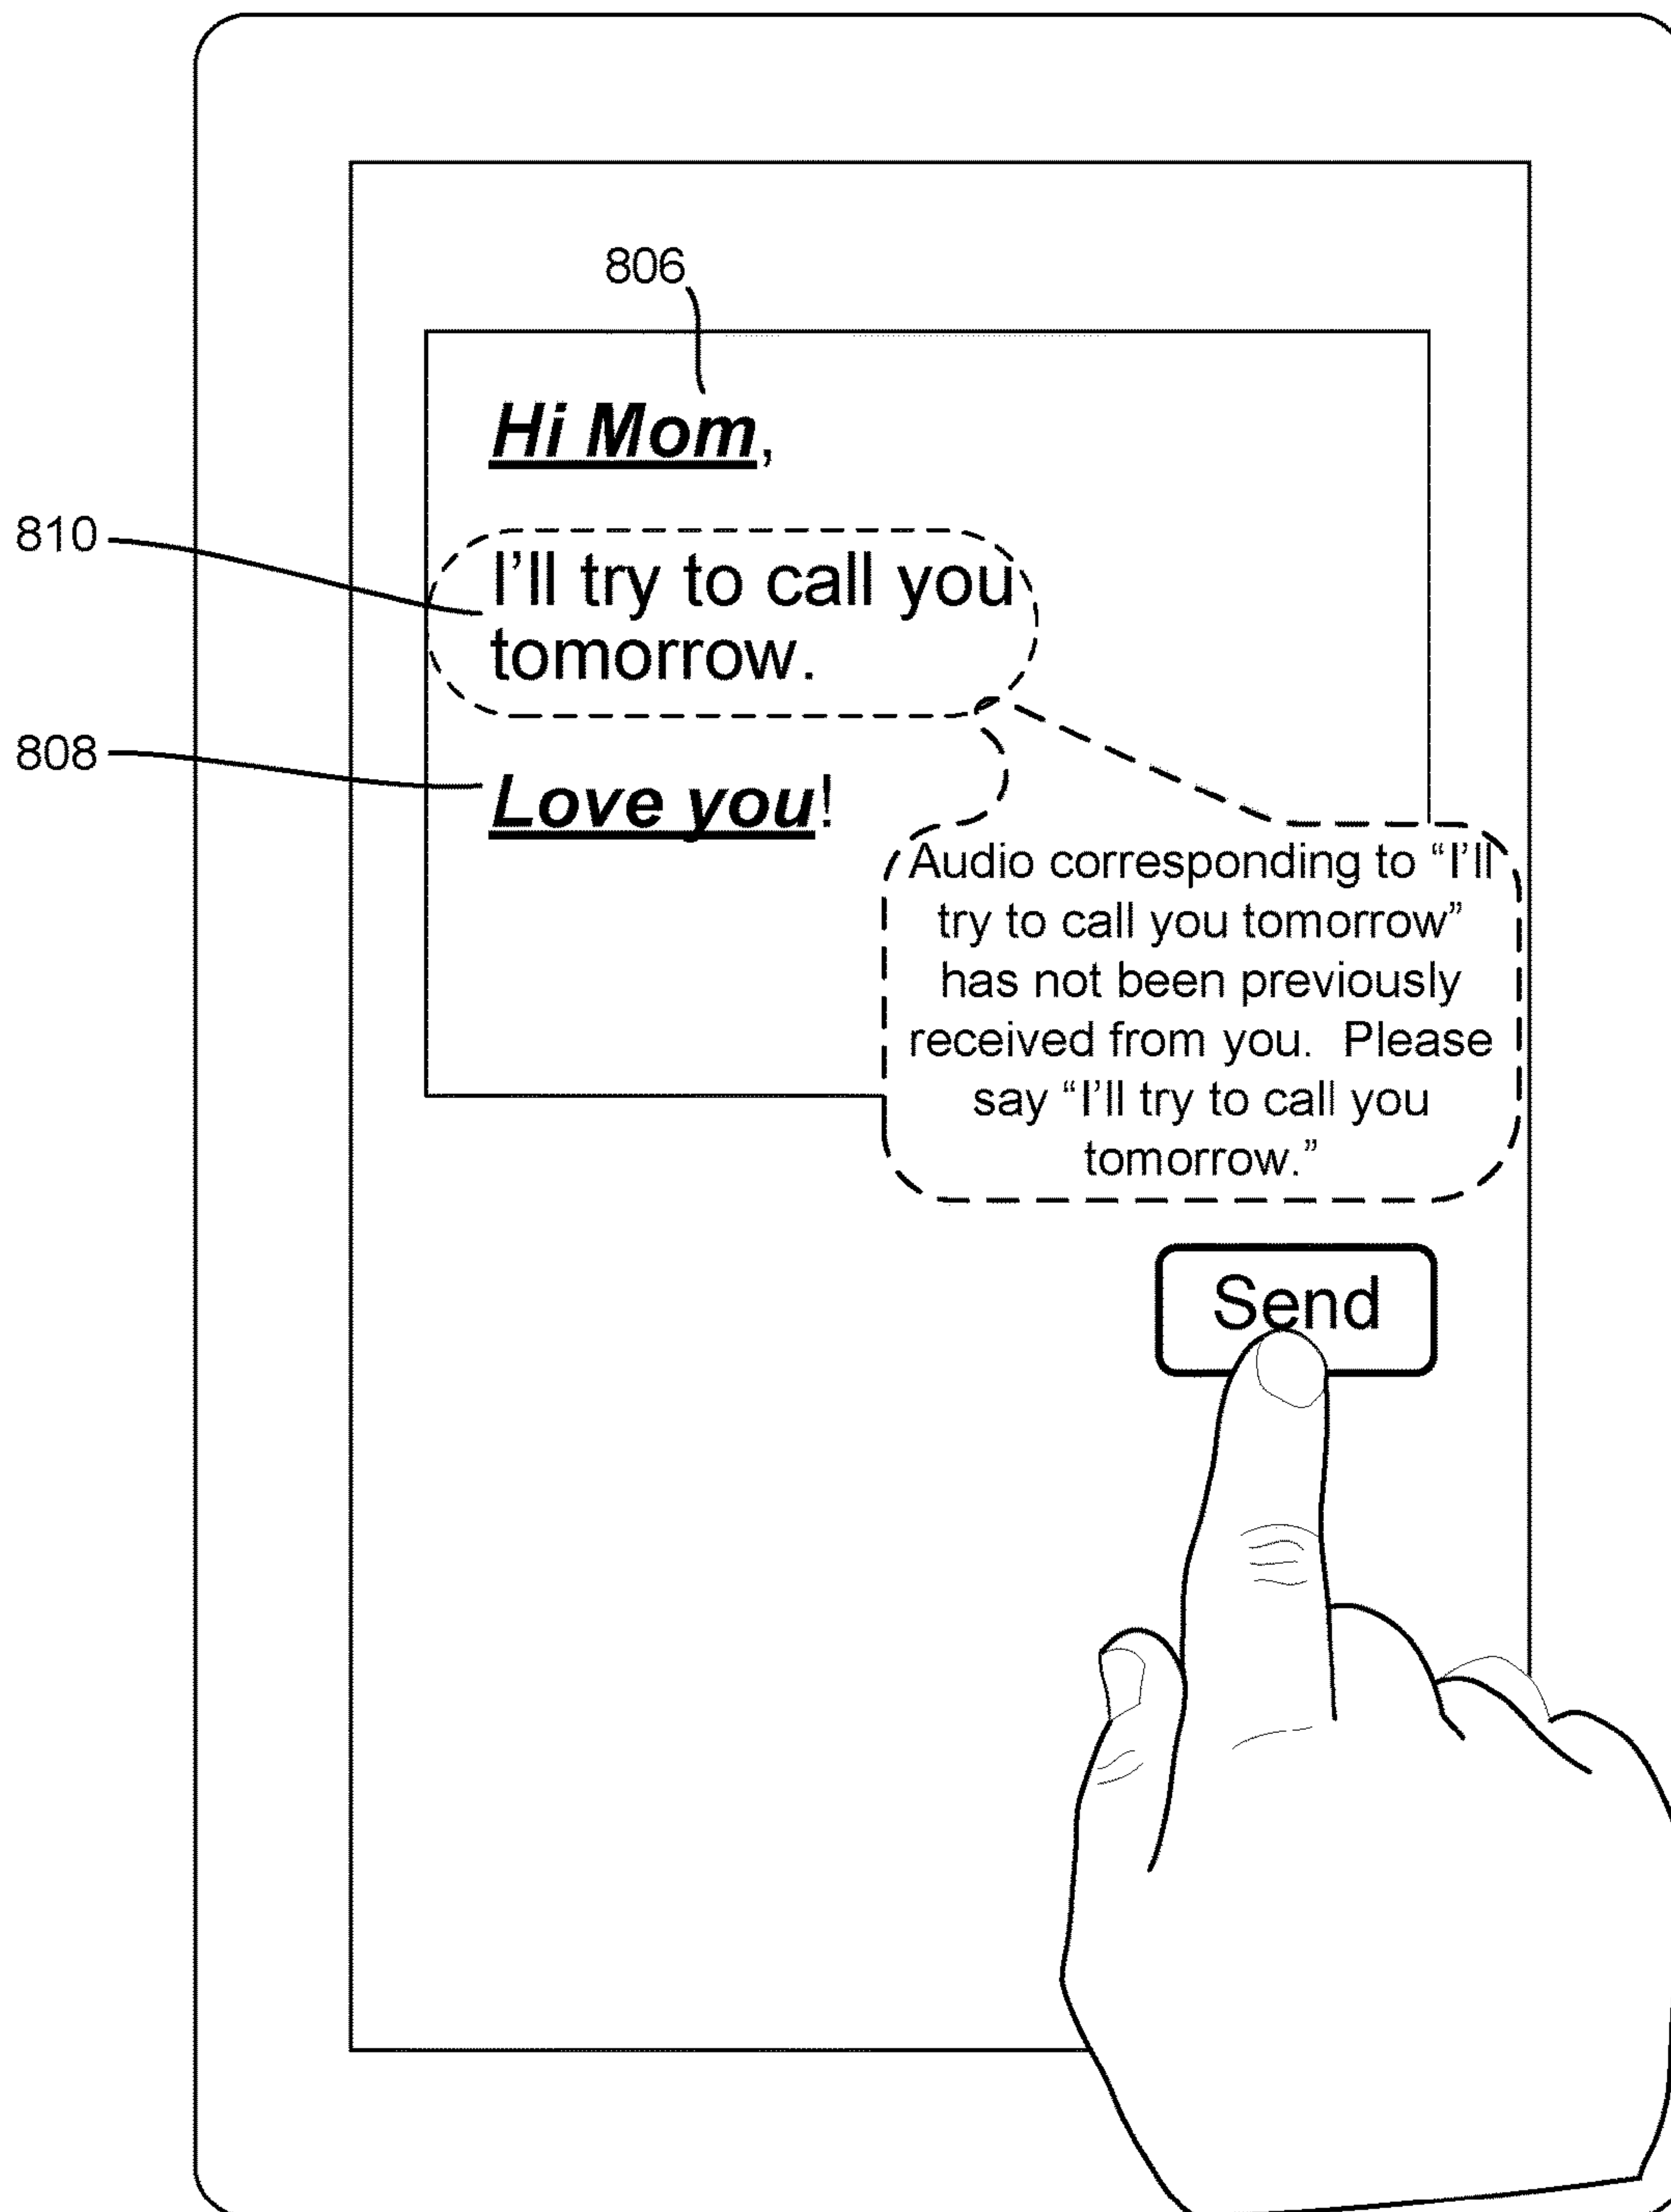 806
Hi Mom,
810
I'll try to call you
tomorrow.
808
Love you!
Audio corresponding to “I'll
try to call you tomorrow”
has not been previously
received from you.  Please
say “I'll try to call you
tomorrow.”
Send